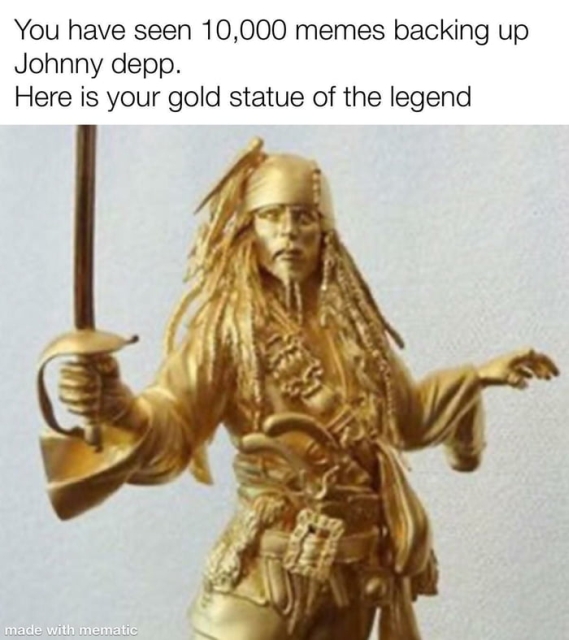 You have seen 10,000 memes backing up
Johnny depp.
Here is your gold statue of the legend
made with mematic